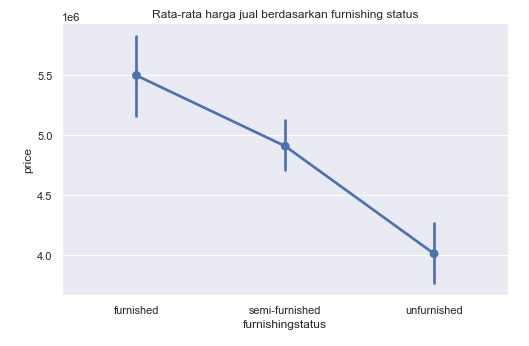 Rata-rata harga jual berdasarkan furnishing status
1e6
5.5
5.0
4.5
4.0
price
furnished semi-furnished unfurnished
furnishingstatus